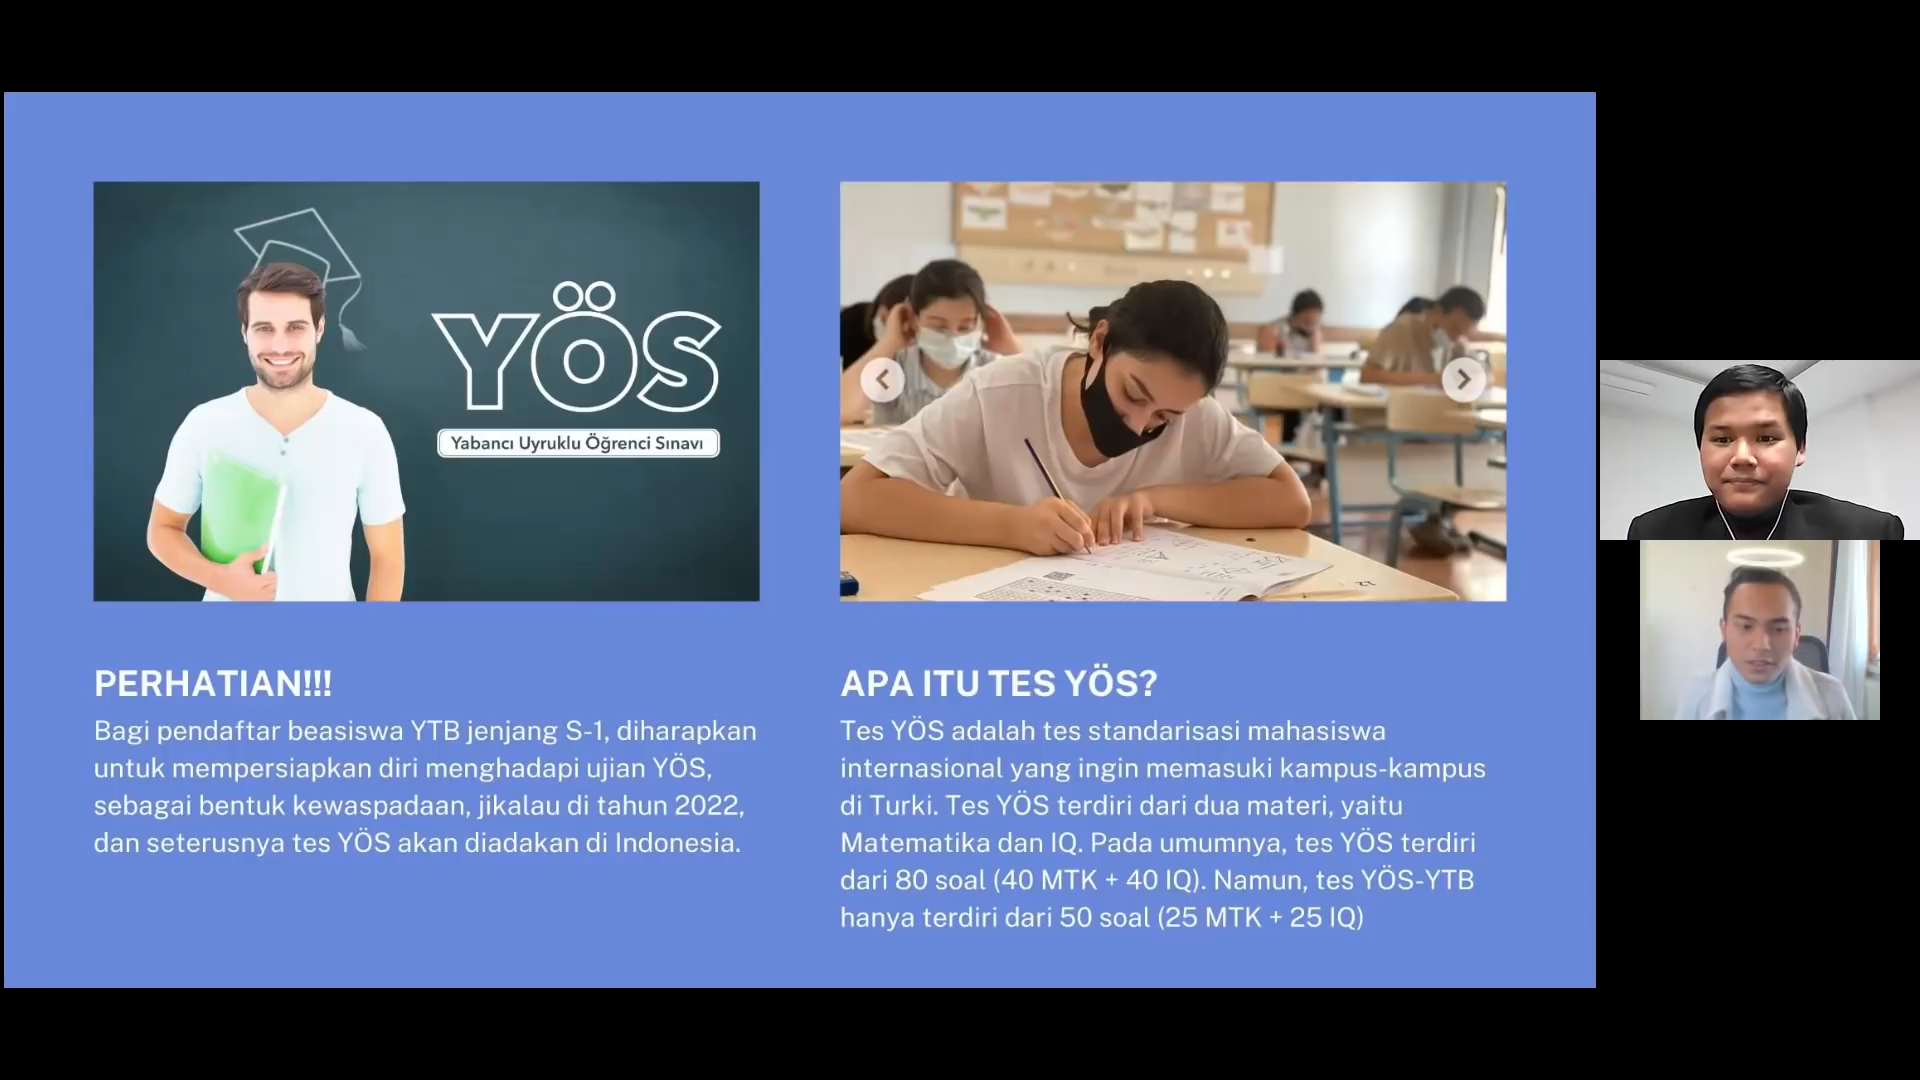 YÖS
Yabancı Uyruklu Öğrenci Sınavı
PERHATIAN!!!
Bagi pendaftar beasiswa YTB jenjang S-1, diharapkan
untuk mempersiapkan diri menghadapi ujian YÖS,
sebagai bentuk kewaspadaan, jikalau di tahun 2022,
dan seterusnya tes YÖS akan diadakan di Indonesia.
APA ITU TES YÖS?
Tes YÖS adalah tes standarisasi mahasiswa
internasional yang ingin memasuki kampus-kampus
di Turki. Tes YÖS terdiri dari dua materi, yaitu
Matematika dan IQ. Pada umumnya, tes YÖS terdiri
dari 80 soal (40 MTK + 40 IQ). Namun, tes YÖS-YTB
hanya terdiri dari 50 soal (25 MTK + 25 IQ)